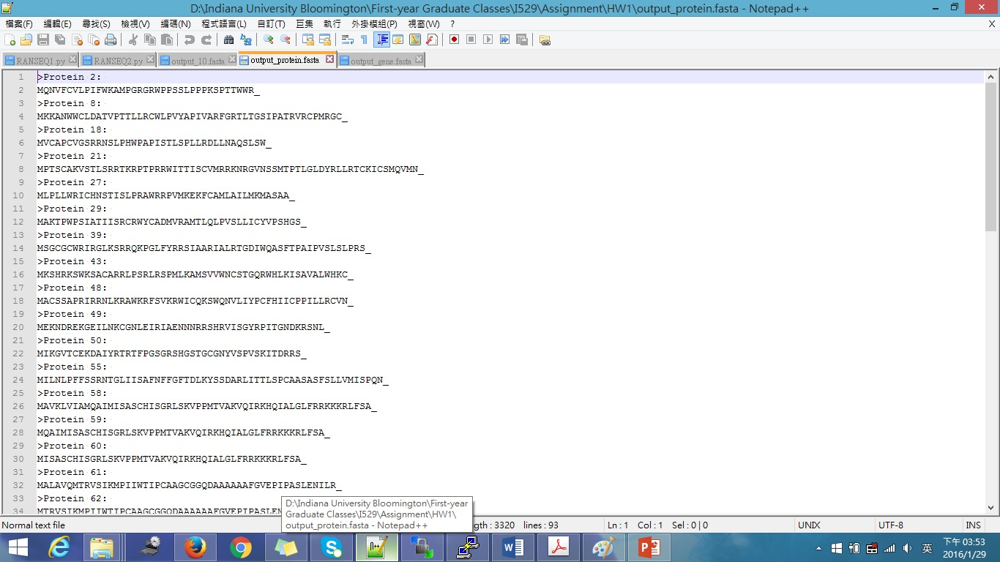 D:\Indiana University Bloomington\First-year Graduate Classes\I529\Assignment\HW1\output_protein.fasta - Notepad++
檔案(F) 編輯(E) 尋找(S) 檢視(V) 編碼(N) 程式語言(L) 自訂(T) 巨集 執行 外掛模組(P) 視窗(W) ? X
RANSEQ1.py RANSEQ2.py output_10.fasta output_protein.fasta output_gene.fasta
1 >Protein 2:
2 MQNVFCVLPIFWKAMPGRGRWPPSSLPPPKSPTTWWR_
3 >Protein 8:
4 MKKANWWCLDATVPTTLLRCWLPVYAPIVARFGRTLTGSIPATRVRCPMRGC_
5 >Protein 18:
6 MVCAPCVGSRRNSLPHWPAPISTLSPLLRDLLNAQSLSW_
7 >Protein 21:
8 MPTSCAKVSTLSRRTKRPTPRRWITTISCVMRRKNRGVNSSMTPTLGLDYRLLRTCKICSMQVMN_
9 >Protein 27:
10 MLPLLWRICHNSTISLPRAWRRPVMKEKFCAMLAILMKMASAA_
11 >Protein 29:
12 MAKTPWPSIATIISRCRWYCADMVRAMTLQLPVSLLICYVPSHGS_
13 >Protein 39:
14 MSGCGCWRIRGLKSRRQKPGLFYRRSIAARIALRTGDIWQASFTPAIPVSLSLPRS_
15 >Protein 43:
16 MKSHRKSWKSACARRLPSRLRSPMLKAMSVVWNCSTGQRWHLKISAVALWHKC_
17 >Protein 48:
18 MACSSAPRIRRNLKRAWKRFSVKRWICQKSWQNVLIYPCFHIICPPILLRCVN_
19 >Protein 49:
20 MEKNDREKGEILNKCGNLEIRIAENNNRRSHRVISGYRPITGNDKRSNL_
21 >Protein 50:
22 MIKGVTCEKDAIYRTRTFPGSGRSHGSTGCGNYVSPVSKITDRRS_
23 >Protein 55:
24 MILNLPFFSSRNTGLIISAFNFFGFTDLKYSSDARLITTLSPCAASASFSLLVMISPQN_
25 >Protein 58:
26 MAVKLVIAMQAIMISASCHISGRLSKVPPMTVAKVQIRKHQIALGLFRRKKKRLFSA_
27 >Protein 59:
28 MQAIMISASCHISGRLSKVPPMTVAKVQIRKHQIALGLFRRKKKRLFSA_
29 >Protein 60:
30 MISASCHISGRLSKVPPMTVAKVQIRKHQIALGLFRRKKKRLFSA_
31 >Protein 61:
32 MALAVQMTRVSIKMPIIWTIPCAAGCGGQDAAAAAAFGVEPIPASLENILR_
33 >Protein 62:
34
D:\Indiana University Bloomington\First-year
Graduate Classes\I529\Assignment\HW1\
output_protein.fasta - Notepad++
Normal text file gth : 3320 lines : 93 Ln : 1 Col : 1 Sel : 0 | 0 UNIX UTF-8 INS
英 下午 03:53
2016/1/29